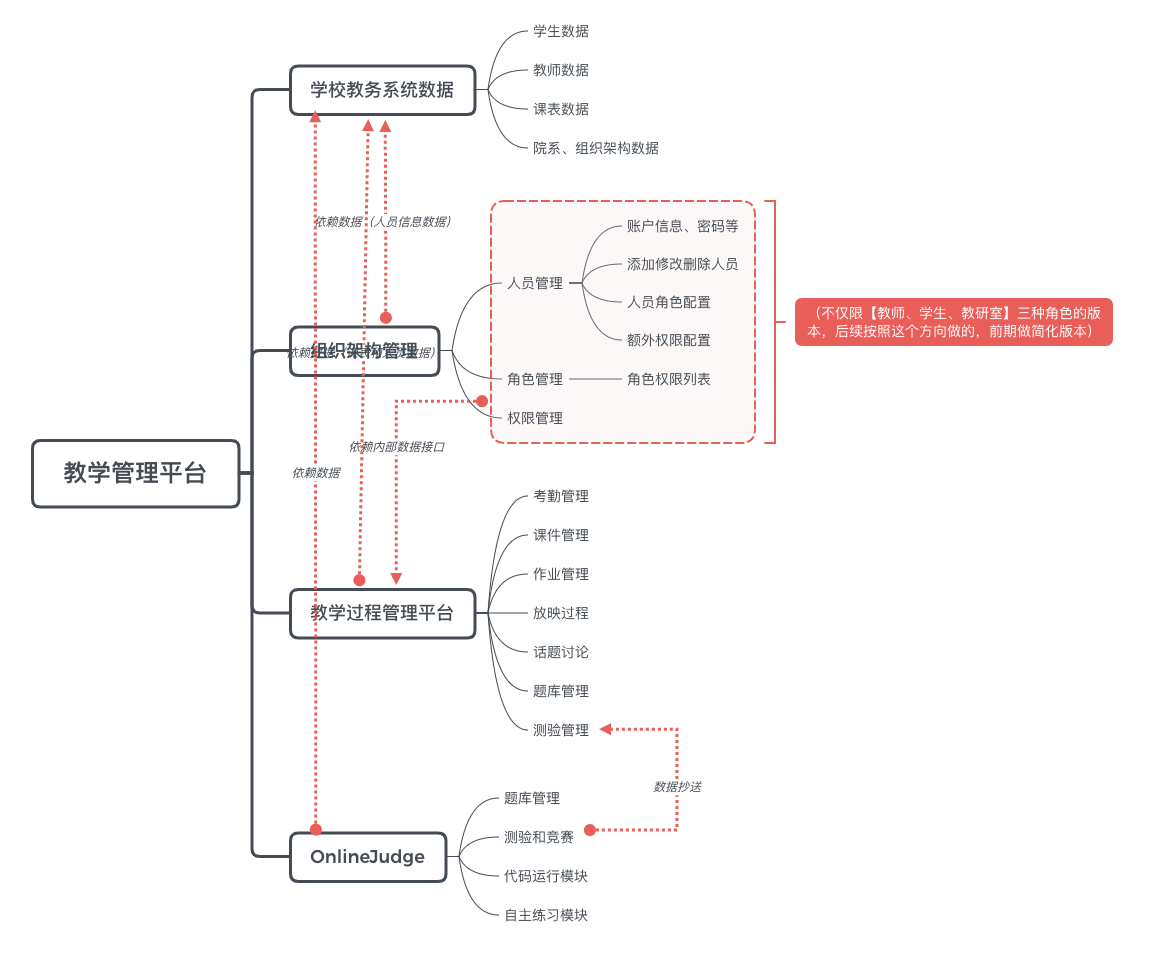 教学管理平台
学校教务系统数据
学生数据
教师数据
课表数据
院系、组织架构数据
依赖数据（人员信息数据）
组织架构管理
人员管理
账户信息、密码等
添加修改删除人员
人员角色配置
额外权限配置
角色管理
角色权限列表
权限管理
（不仅限【教师、学生、教研室】三种角色的版
本，后续按照这个方向做的，前期做简化版本）
依赖内部数据接口
依赖数据
教学过程管理平台
考勤管理
课件管理
作业管理
放映过程
话题讨论
题库管理
测验管理
数据抄送
OnlineJudge
题库管理
测验和竞赛
代码运行模块
自主练习模块